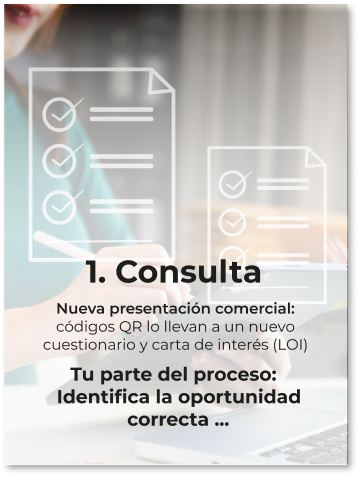 1. Consulta
Nueva presentación comercial:
códigos QR lo llevan a un nuevo
cuestionario y carta de interés (LOI)
Tu parte del proceso:
Identifica la oportunidad
correcta ...